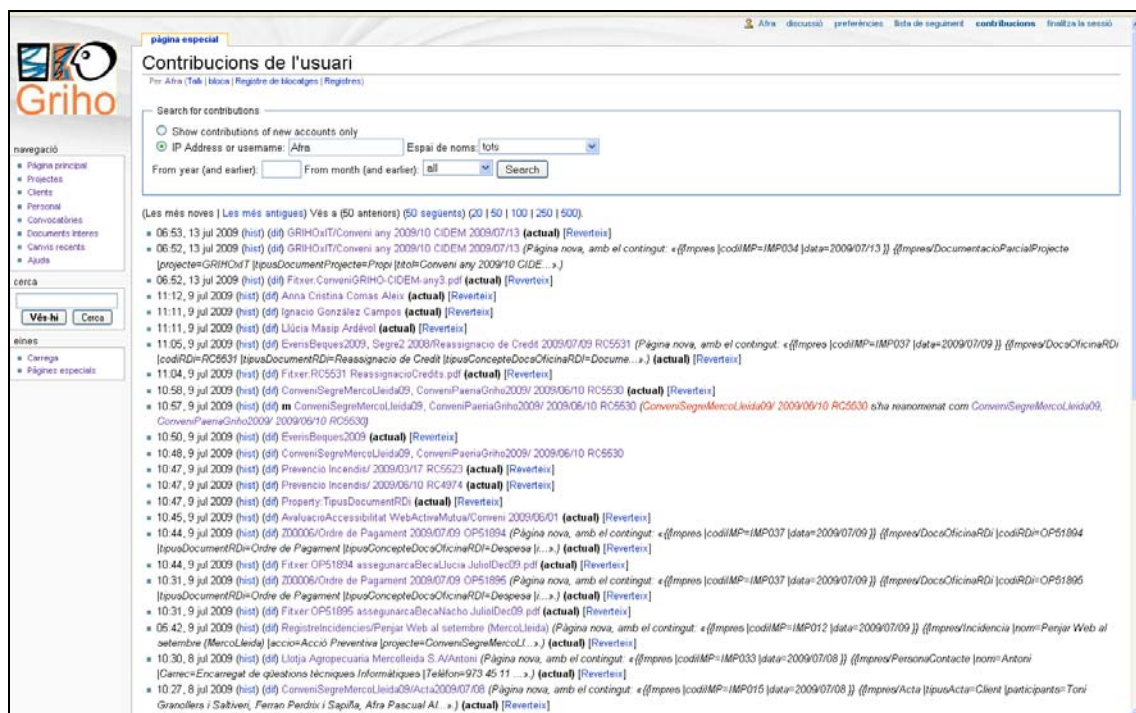 Afra discussió preferències llista de seguiment contribucions finalitza la sessió
pàgina especial
Griho
Contribucions de l'usuari
Per Afra (Talk | bloca | Registre de blocatges | Registres)
Search for contributions
Show contributions of new accounts only
IP Address or username: Afra Espai de noms: tots
From year (and earlier): From month (and earlier): all Search
navegació
Pàgina principal
Projectes
Clients
Personal
Convocatòries
Documents Interes
Canvis recents
Ajuda
cerca
Vés-hi Cerca
eines
Carrega
Pàgines especials
(Les més noves | Les més antigues) Vés a (50 anteriors) (50 següents) (20 | 50 | 100 | 250 | 500).
06:53, 13 jul 2009 (hist) (dif) GRIHOxIT/Conveni any 2009/10 CIDEM 2009/07/13 (actual) [Reverteix]
06:52, 13 jul 2009 (hist) (dif) GRIHOxIT/Conveni any 2009/10 CIDEM 2009/07/13 (Pàgina nova, amb el contingut: «{{Impres |codiIMP=IMP034 |data=2009/07/13 }} {{Impres/DocumentacioParcialProjecte
|projecte=GRIHOxIT |tipusDocumentProjecte=Propi |titol=Conveni any 2009/10 CIDE...».)
06:52, 13 jul 2009 (hist) (dif) Fitxer:ConveniGRIHO-CIDEM-any3.pdf (actual) [Reverteix]
11:12, 9 jul 2009 (hist) (dif) Anna Cristina Comas Aleix (actual) [Reverteix]
11:11, 9 jul 2009 (hist) (dif) Ignacio González Campos (actual) [Reverteix]
11:11, 9 jul 2009 (hist) (dif) Llúcia Masip Ardévol (actual) [Reverteix]
11:05, 9 jul 2009 (hist) (dif) EverisBeques2009, Segre2 2008/Reassignacio de Credit 2009/07/09 RC5531 (Pàgina nova, amb el contingut: «{{Impres |codiIMP=IMP037 |data=2009/07/09 }} {{Impres/DocsOficinaRDi
|codiRDi=RC5531 |tipusDocumentRDi=Reassignacio de Credit |tipusConcepteDocsOficinaRDI=Docume...».) (actual) [Reverteix]
11:04, 9 jul 2009 (hist) (dif) Fitxer:RC5531 ReassignacioCredits.pdf (actual) [Reverteix]
10:58, 9 jul 2009 (hist) (dif) ConveniSegreMercoLleida09, ConveniPaeriaGriho2009/ 2009/06/10 RC5530 (actual) [Reverteix]
10:57, 9 jul 2009 (hist) (dif) m ConveniSegreMercoLleida09, ConveniPaeriaGriho2009/ 2009/06/10 RC5530 (ConveniSegreMercoLleida09/ 2009/06/10 RC5530 s'ha reanomenat com ConveniSegreMercoLleida09,
ConveniPaeriaGriho2009/ 2009/06/10 RC5530)
10:50, 9 jul 2009 (hist) (dif) EverisBeques2009 (actual) [Reverteix]
10:48, 9 jul 2009 (hist) (dif) ConveniSegreMercoLleida09, ConveniPaeriaGriho2009/ 2009/06/10 RC5530
10:47, 9 jul 2009 (hist) (dif) Prevencio Incendis/ 2009/03/17 RC5523 (actual) [Reverteix]
10:47, 9 jul 2009 (hist) (dif) Prevencio Incendis/ 2009/06/10 RC4974 (actual) [Reverteix]
10:47, 9 jul 2009 (hist) (dif) Property:TipusDocumentRDi (actual) [Reverteix]
10:45, 9 jul 2009 (hist) (dif) AvaluacioAccessibilitat WebActivaMutua/Conveni 2009/06/01 (actual) [Reverteix]
10:44, 9 jul 2009 (hist) (dif) Z00006/Ordre de Pagament 2009/07/09 OP51894 (Pàgina nova, amb el contingut: «{{Impres |codiIMP=IMP037 |data=2009/07/09 }} {{Impres/DocsOficinaRDi |codiRDi=OP51894
|tipusDocumentRDi=Ordre de Pagament |tipusConcepteDocsOficinaRDI=Despesa |i...».) (actual) [Reverteix]
10:44, 9 jul 2009 (hist) (dif) Fitxer:OP51894 assegurancaBecaLlucia JuliolDec09.pdf (actual) [Reverteix]
10:31, 9 jul 2009 (hist) (dif) Z00006/Ordre de Pagament 2009/07/09 OP51895 (Pàgina nova, amb el contingut: «{{Impres |codiIMP=IMP037 |data=2009/07/09 }} {{Impres/DocsOficinaRDi |codiRDi=OP51895
|tipusDocumentRDi=Ordre de Pagament |tipusConcepteDocsOficinaRDI=Despesa |i...».) (actual) [Reverteix]
10:31, 9 jul 2009 (hist) (dif) Fitxer:OP51895 assegurancaBecaNacho JuliolDec09.pdf (actual) [Reverteix]
05:42, 9 jul 2009 (hist) (dif) RegistreIncidencies/Penjar Web al setembre (MercoLleida) (Pàgina nova, amb el contingut: «{{Impres |codiIMP=IMP012 |data=2009/07/09 }} {{Impres/Incidencia |nom=Penjar Web al
setembre (MercoLleida) |accio=Acció Preventiva |projecte=ConveniSegreMercoLl...».) (actual) [Reverteix]
10:30, 8 jul 2009 (hist) (dif) Llotja Agropecuaria Mercolleida S.A/Antoni (Pàgina nova, amb el contingut: «{{Impres |codiIMP=IMP033 |data=2009/07/08 }} {{Impres/PersonaContacte |nom=Antoni
|Carrec=Encarregat de qüestions tècniques Informàtiques |Telèfon=973 45 11 ...».) (actual) [Reverteix]
10:27, 8 jul 2009 (hist) (dif) ConveniSegreMercoLleida09/Acta2009/07/08 (Pàgina nova, amb el contingut: «{{Impres |codiIMP=IMP015 |data=2009/07/08 }} {{Impres/Acta |tipusActa=Client |participants=Toni
Granollers i Saltiveri, Ferran Perdrix i Sapiña, Afra Pascual Al...».) (actual) [Reverteix]